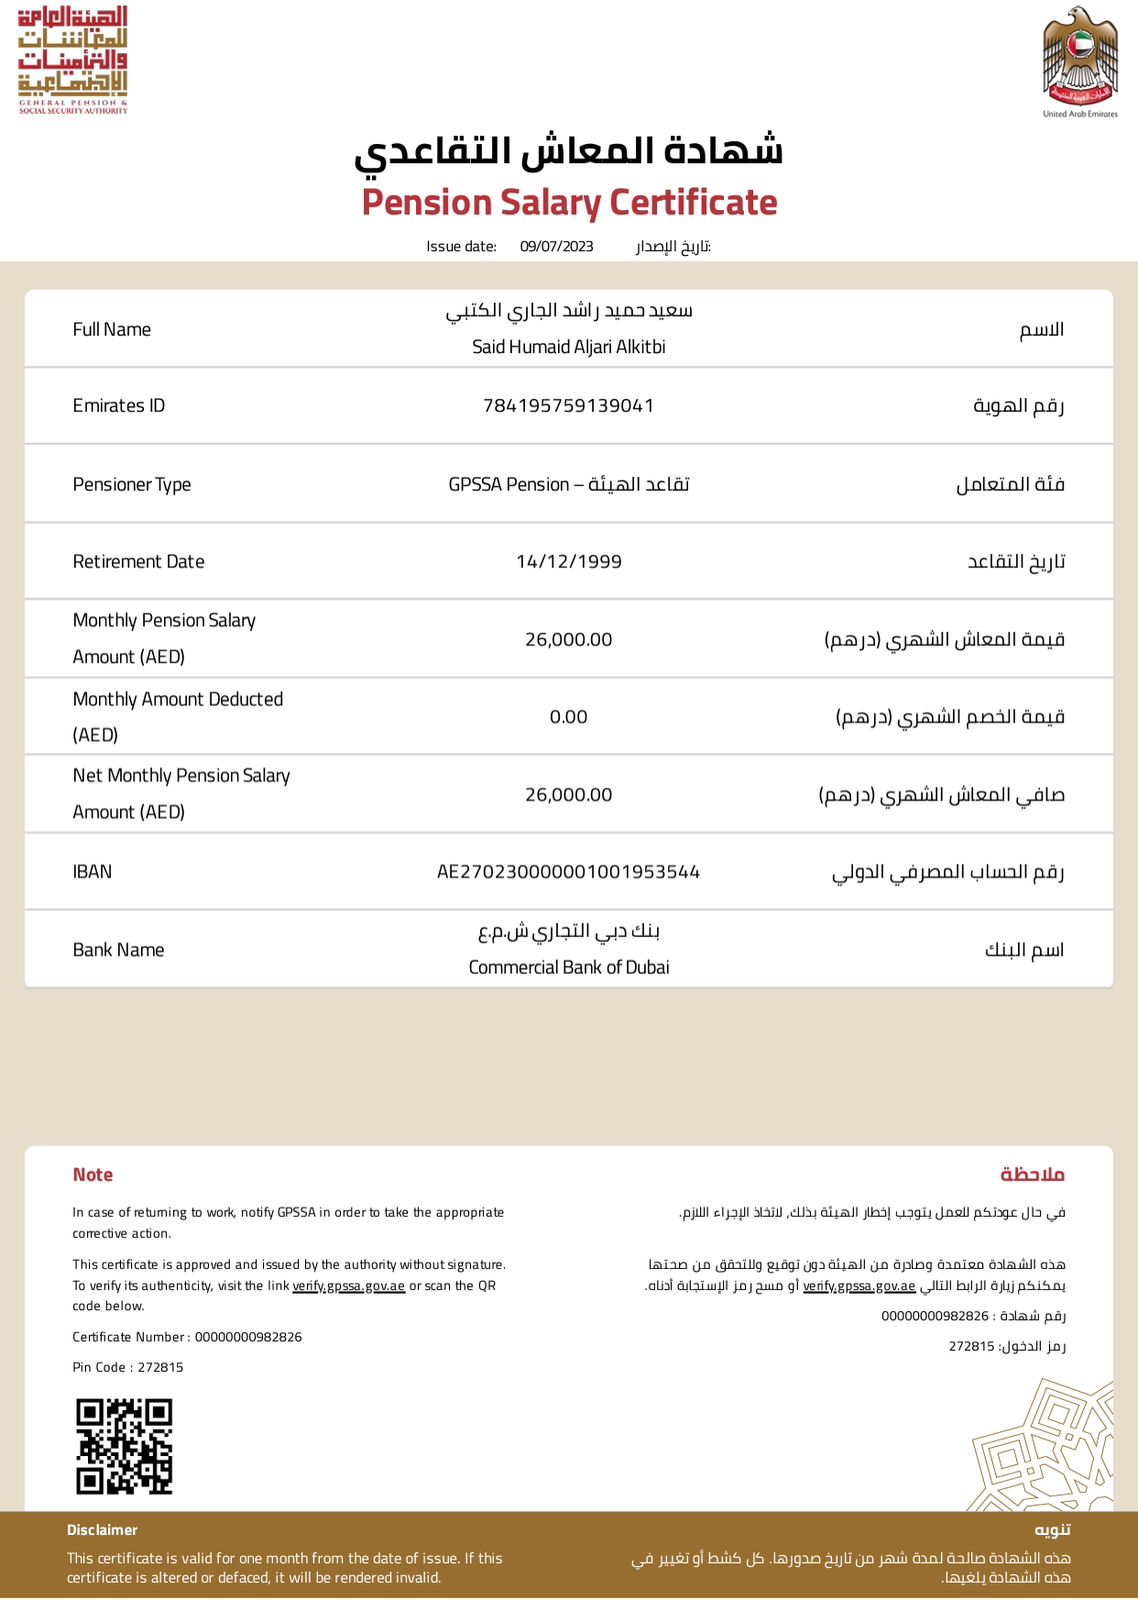 الهيئة العامة
للمعاشات
والتأمينات
الإجتماعية
GENERAL PENSION &
SOCIAL SECURITY AUTHORITY
United Arab Emirates
شهادة المعاش التقاعدي
Pension Salary Certificate
Issue date: 09/07/2023 تاريخ الإصدار:
Full Name سعيد حميد راشد الجاري الكتبي الاسم
Said Humaid Aljari Alkitbi
Emirates ID 784195759139041 رقم الهوية
Pensioner Type GPSSA Pension – تقاعد الهيئة فئة المتعامل
Retirement Date 14/12/1999 تاريخ التقاعد
Monthly Pension Salary
Amount (AED) 26,000.00 قيمة المعاش الشهري (درهم)
Monthly Amount Deducted
(AED) 0.00 قيمة الخصم الشهري (درهم)
Net Monthly Pension Salary
Amount (AED) 26,000.00 صافي المعاش الشهري (درهم)
IBAN AE270230000001001953544 رقم الحساب المصرفي الدولي
Bank Name بنك دبي التجاري ش.م.ع اسم البنك
Commercial Bank of Dubai
Note
In case of returning to work, notify GPSSA in order to take the appropriate
corrective action.
This certificate is approved and issued by the authority without signature.
To verify its authenticity, visit the link verify.gpssa.gov.ae or scan the QR
code below.
Certificate Number : 00000000982826
Pin Code : 272815
ملاحظة
في حال عودتكم للعمل يتوجب إخطار الهيئة بذلك, لاتخاذ الإجراء اللازم.
هذه الشهادة معتمدة وصادرة من الهيئة دون توقيع وللتحقق من صحتها
يمكنكم زيارة الرابط التالي verify.gpssa.gov.ae أو مسح رمز الإستجابة أدناه.
رقم شهادة : 00000000982826
رمز الدخول: 272815
Disclaimer
This certificate is valid for one month from the date of issue. If this
certificate is altered or defaced, it will be rendered invalid.
تنويه
هذه الشهادة صالحة لمدة شهر من تاريخ صدورها. كل كشط أو تغيير في
هذه الشهادة يلغيها.